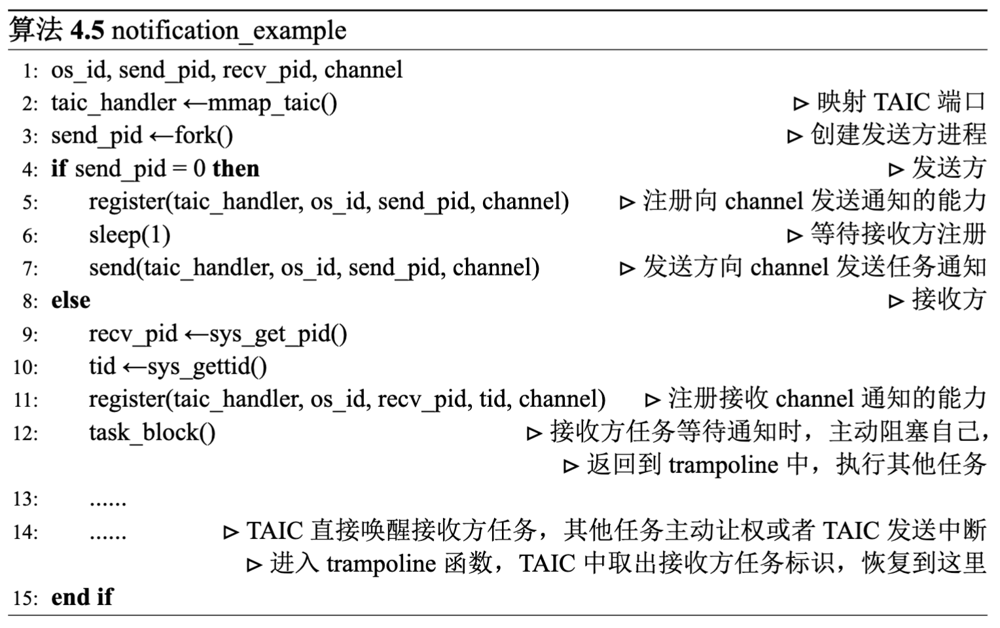 算法 4.5 notification_example
1: os_id, send_pid, recv_pid, channel
2: taic_handler ←mmap_taic() ▷ 映射 TAIC 端口
3: send_pid ←fork() ▷ 创建发送方进程
4: if send_pid = 0 then ▷ 发送方
5: register(taic_handler, os_id, send_pid, channel) ▷ 注册向 channel 发送通知的能力
6: sleep(1) ▷ 等待接收方注册
7: send(taic_handler, os_id, send_pid, channel) ▷ 发送方向 channel 发送任务通知
8: else ▷ 接收方
9: recv_pid ←sys_get_pid()
10: tid ←sys_gettid()
11: register(taic_handler, os_id, recv_pid, tid, channel) ▷ 注册接收 channel 通知的能力
12: task_block() ▷ 接收方任务等待通知时，主动阻塞自己，
▷ 返回到 trampoline 中，执行其他任务
13: ......
14: ...... ▷ TAIC 直接唤醒接收方任务，其他任务主动让权或者 TAIC 发送中断
▷ 进入 trampoline 函数，TAIC 中取出接收方任务标识，恢复到这里
15: end if